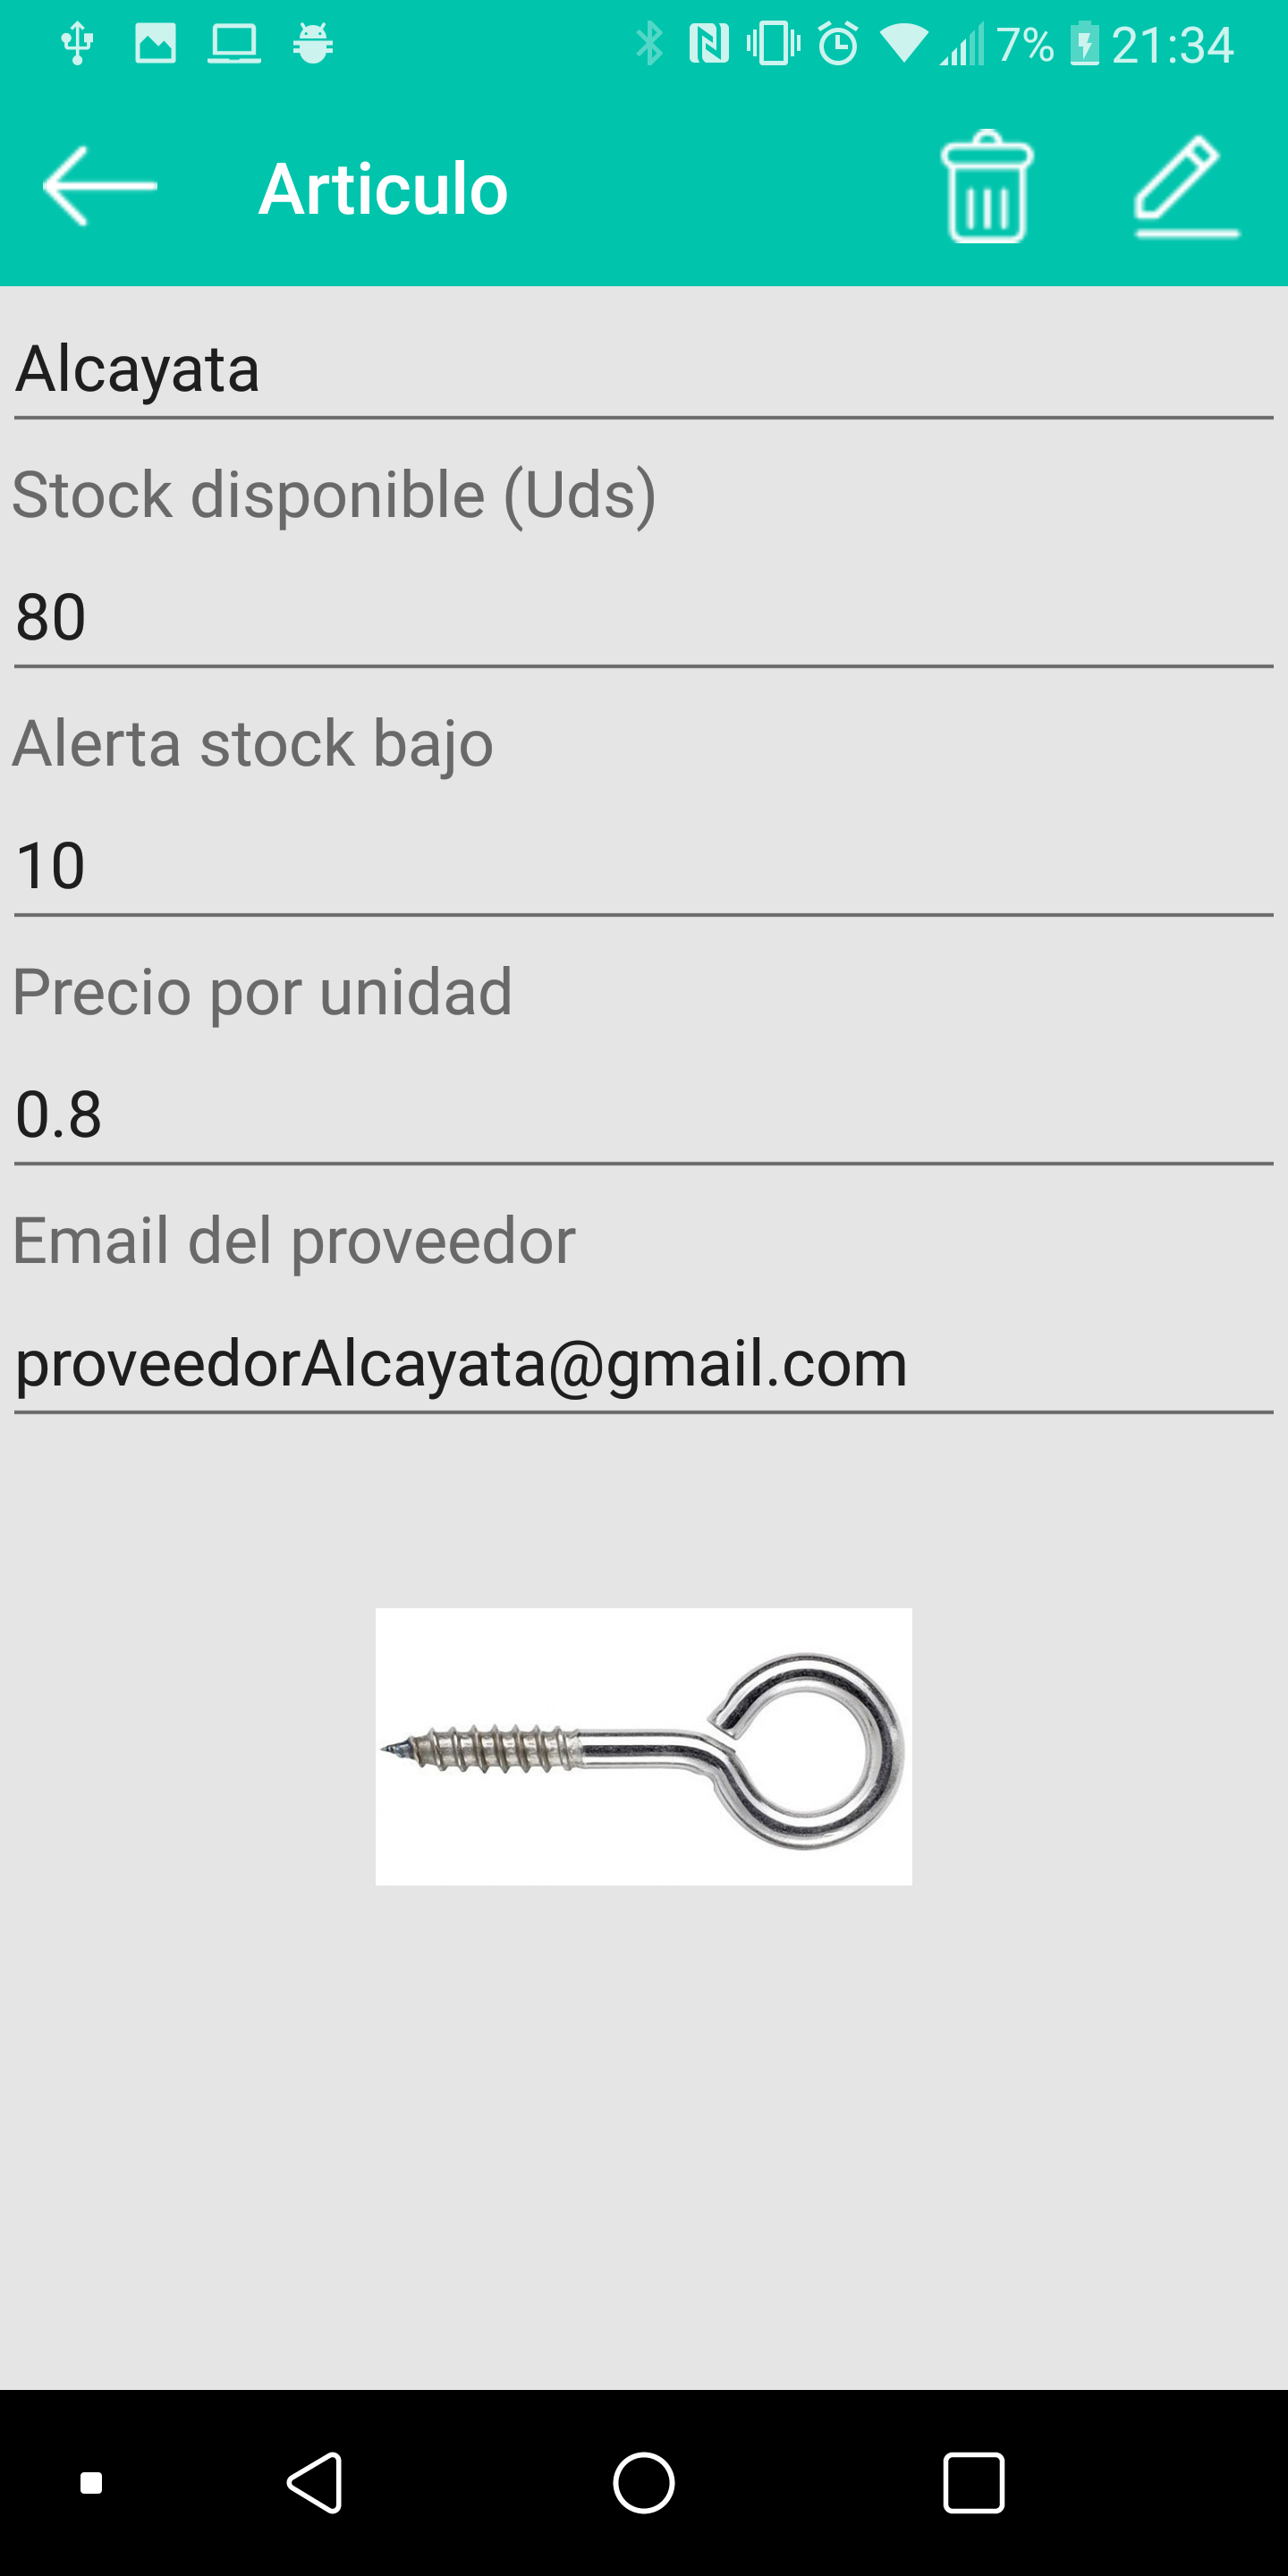 7% 21:34
Articulo
Alcayata
Stock disponible (Uds)
80
Alerta stock bajo
10
Precio por unidad
0.8
Email del proveedor
proveedorAlcayata@gmail.com